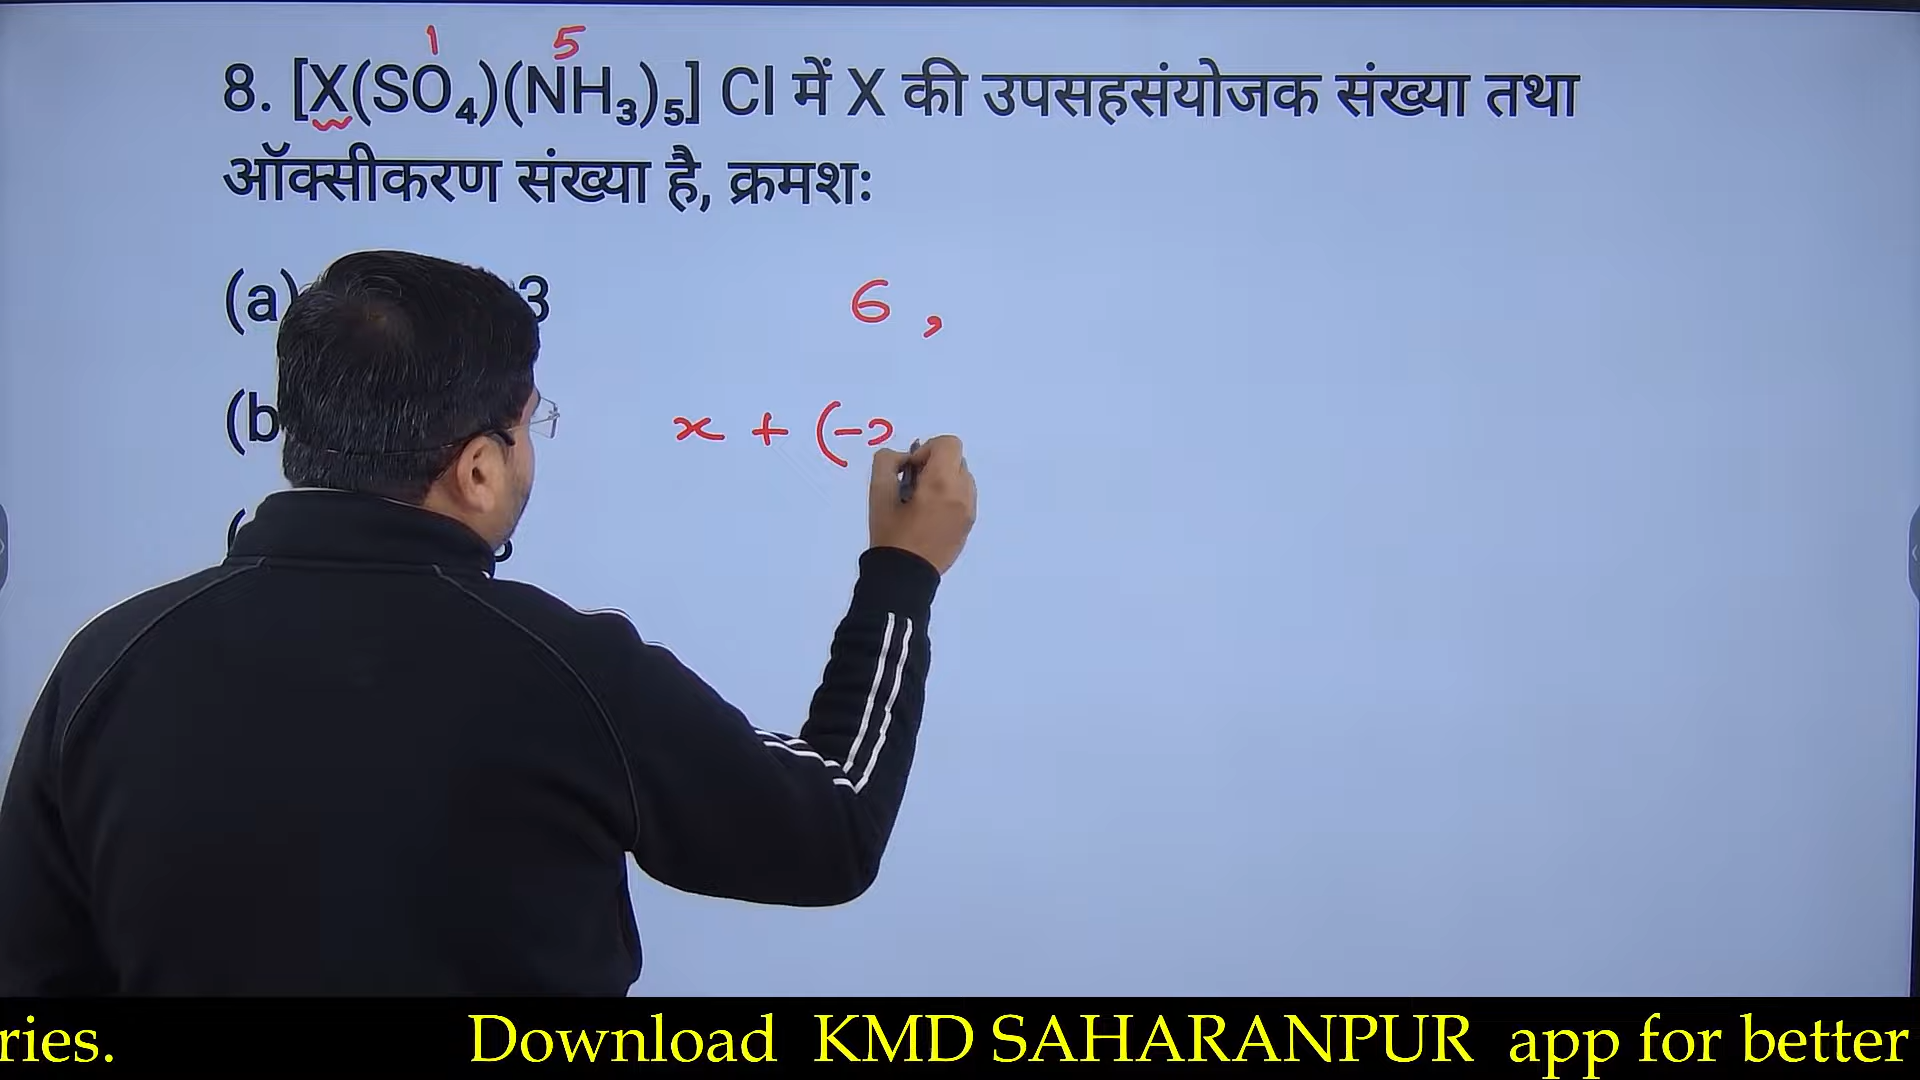 1 5
8. [X(SO₄)(NH₃)₅] Cl में X की उपसहसंयोजक संख्या तथा
ऑक्सीकरण संख्या है, क्रमशः
(a) 3
6 ,
(b
x + (-2
ries. Download KMD SAHARANPUR app for better